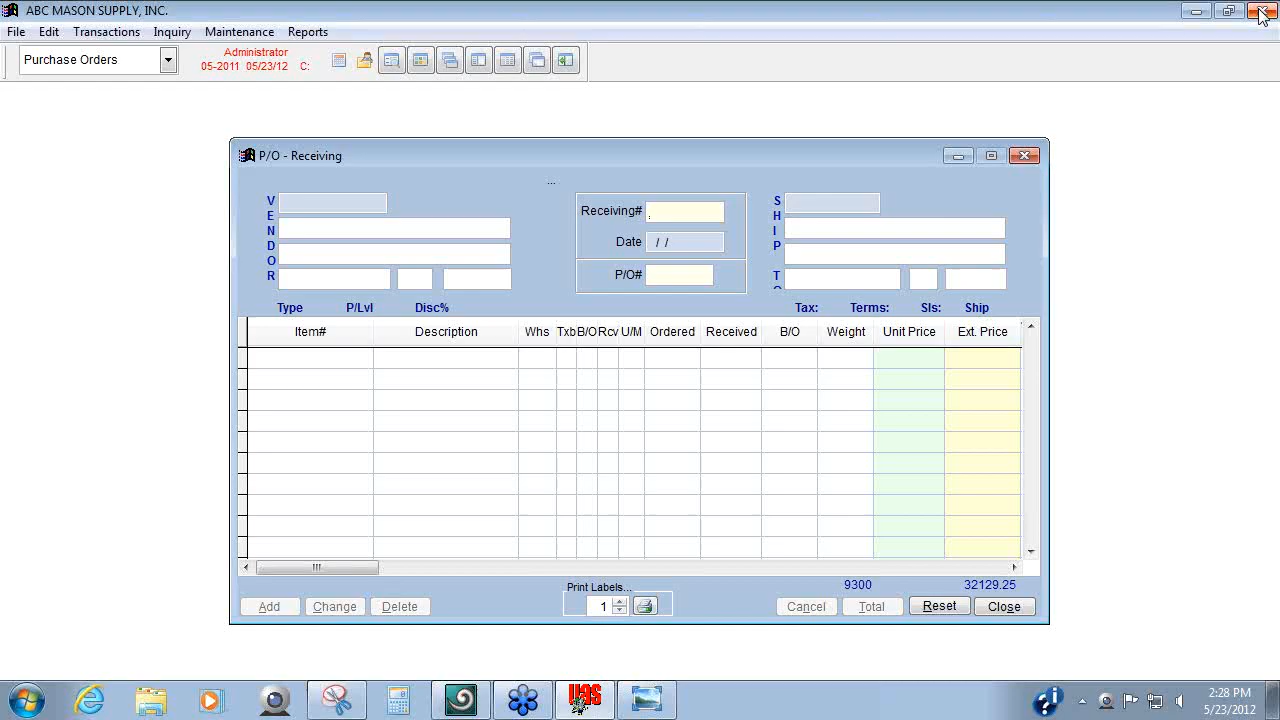 ABC MASON SUPPLY, INC.
File Edit Transactions Inquiry Maintenance Reports
Purchase Orders
Administrator
05-2011 05/23/12 C:
P/O - Receiving
...
VENDOR
Receiving# .
Date / /
P/O#
SHIP T
Type P/Lvl Disc% Tax: Terms: Sls: Ship
Item# Description Whs Txb B/O Rcv U/M Ordered Received B/O Weight Unit Price Ext. Price
Print Labels... 9300 32129.25
Add Change Delete 1 Cancel Total Reset Close
UGS
2:28 PM
5/23/2012